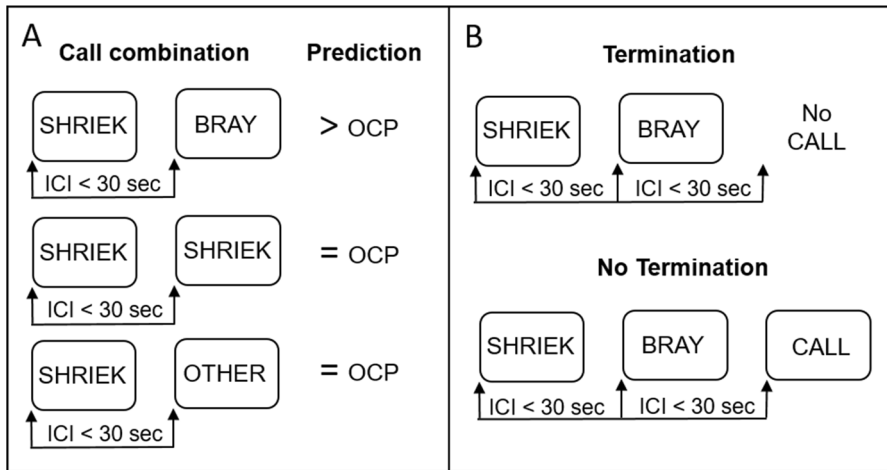 A
Call combination Prediction
SHRIEK BRAY > OCP
ICI < 30 sec
SHRIEK SHRIEK = OCP
ICI < 30 sec
SHRIEK OTHER = OCP
ICI < 30 sec
B
Termination
SHRIEK BRAY No
CALL
ICI < 30 sec ICI < 30 sec
No Termination
SHRIEK BRAY CALL
ICI < 30 sec ICI < 30 sec